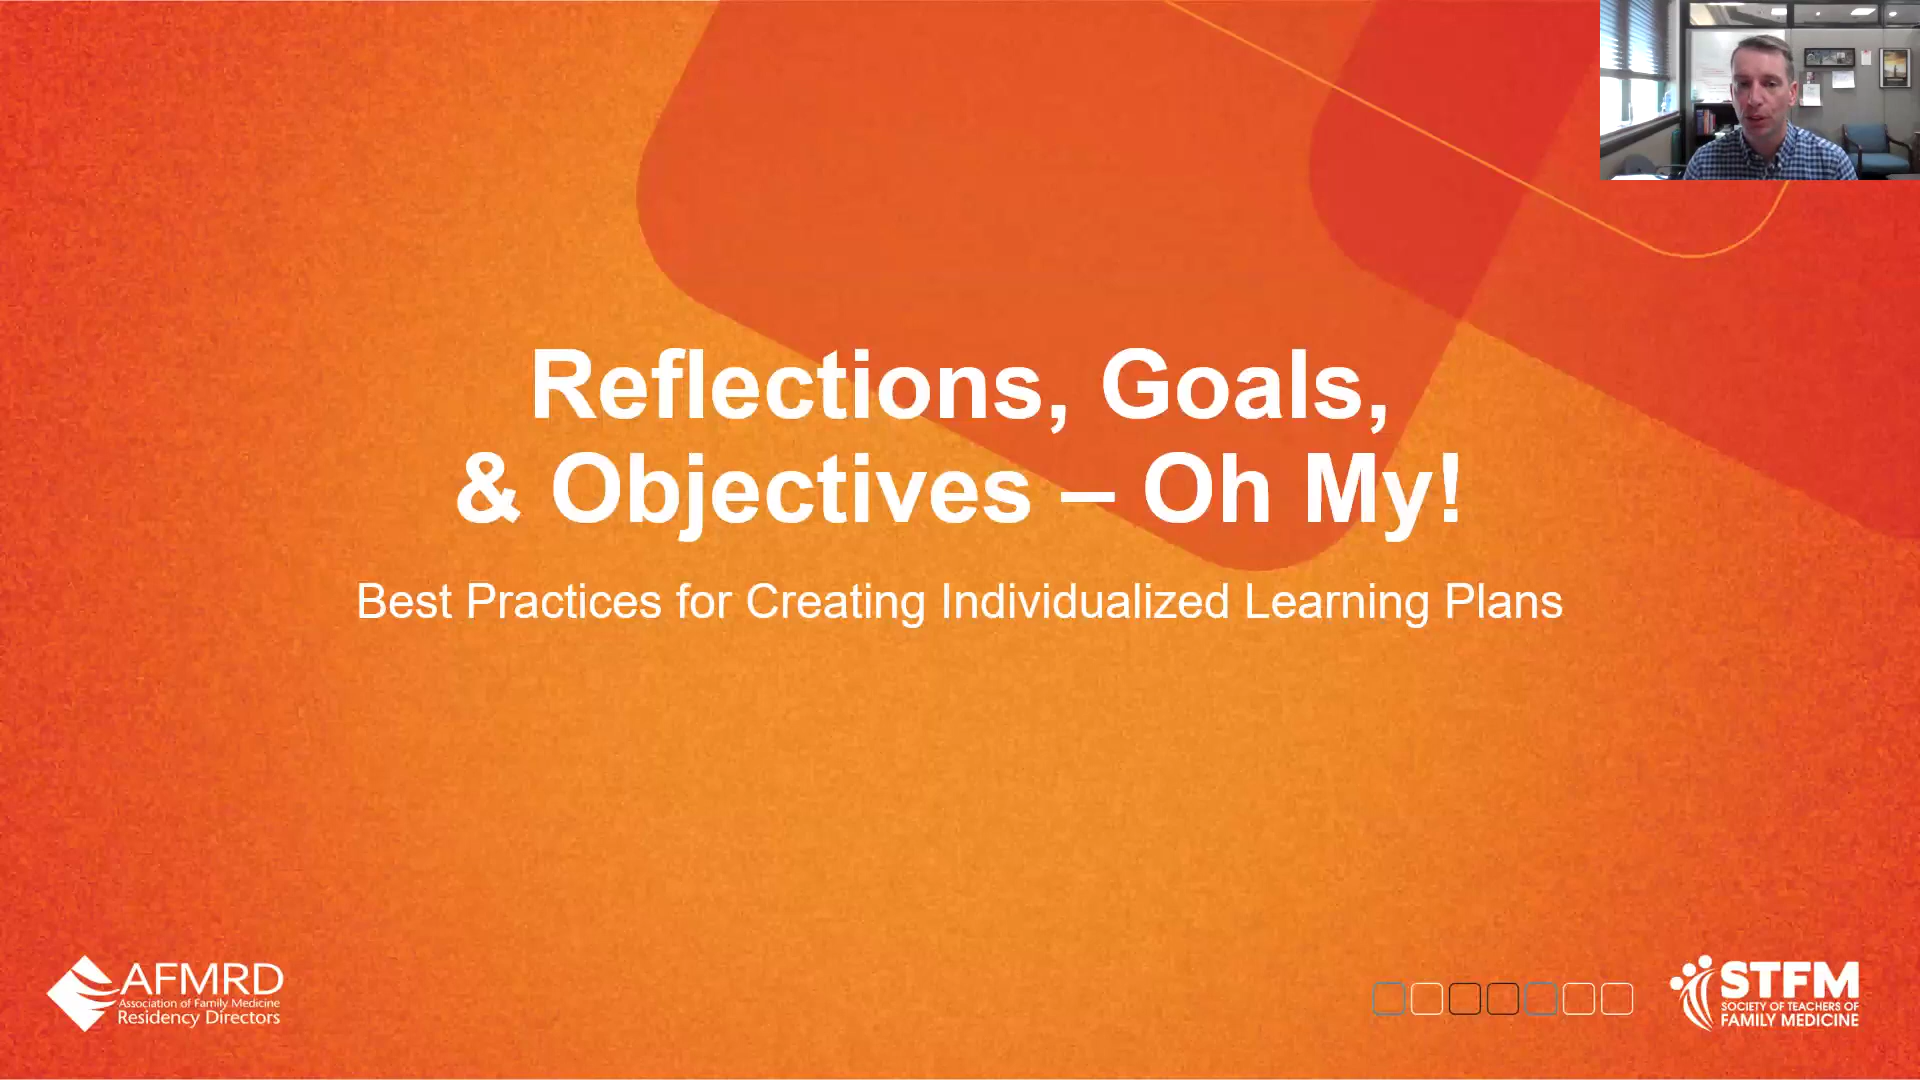 Reflections, Goals,
& Objectives – Oh My!
Best Practices for Creating Individualized Learning Plans
AFMRD
Association of Family Medicine
Residency Directors
STFM
SOCIETY OF TEACHERS OF
FAMILY MEDICINE